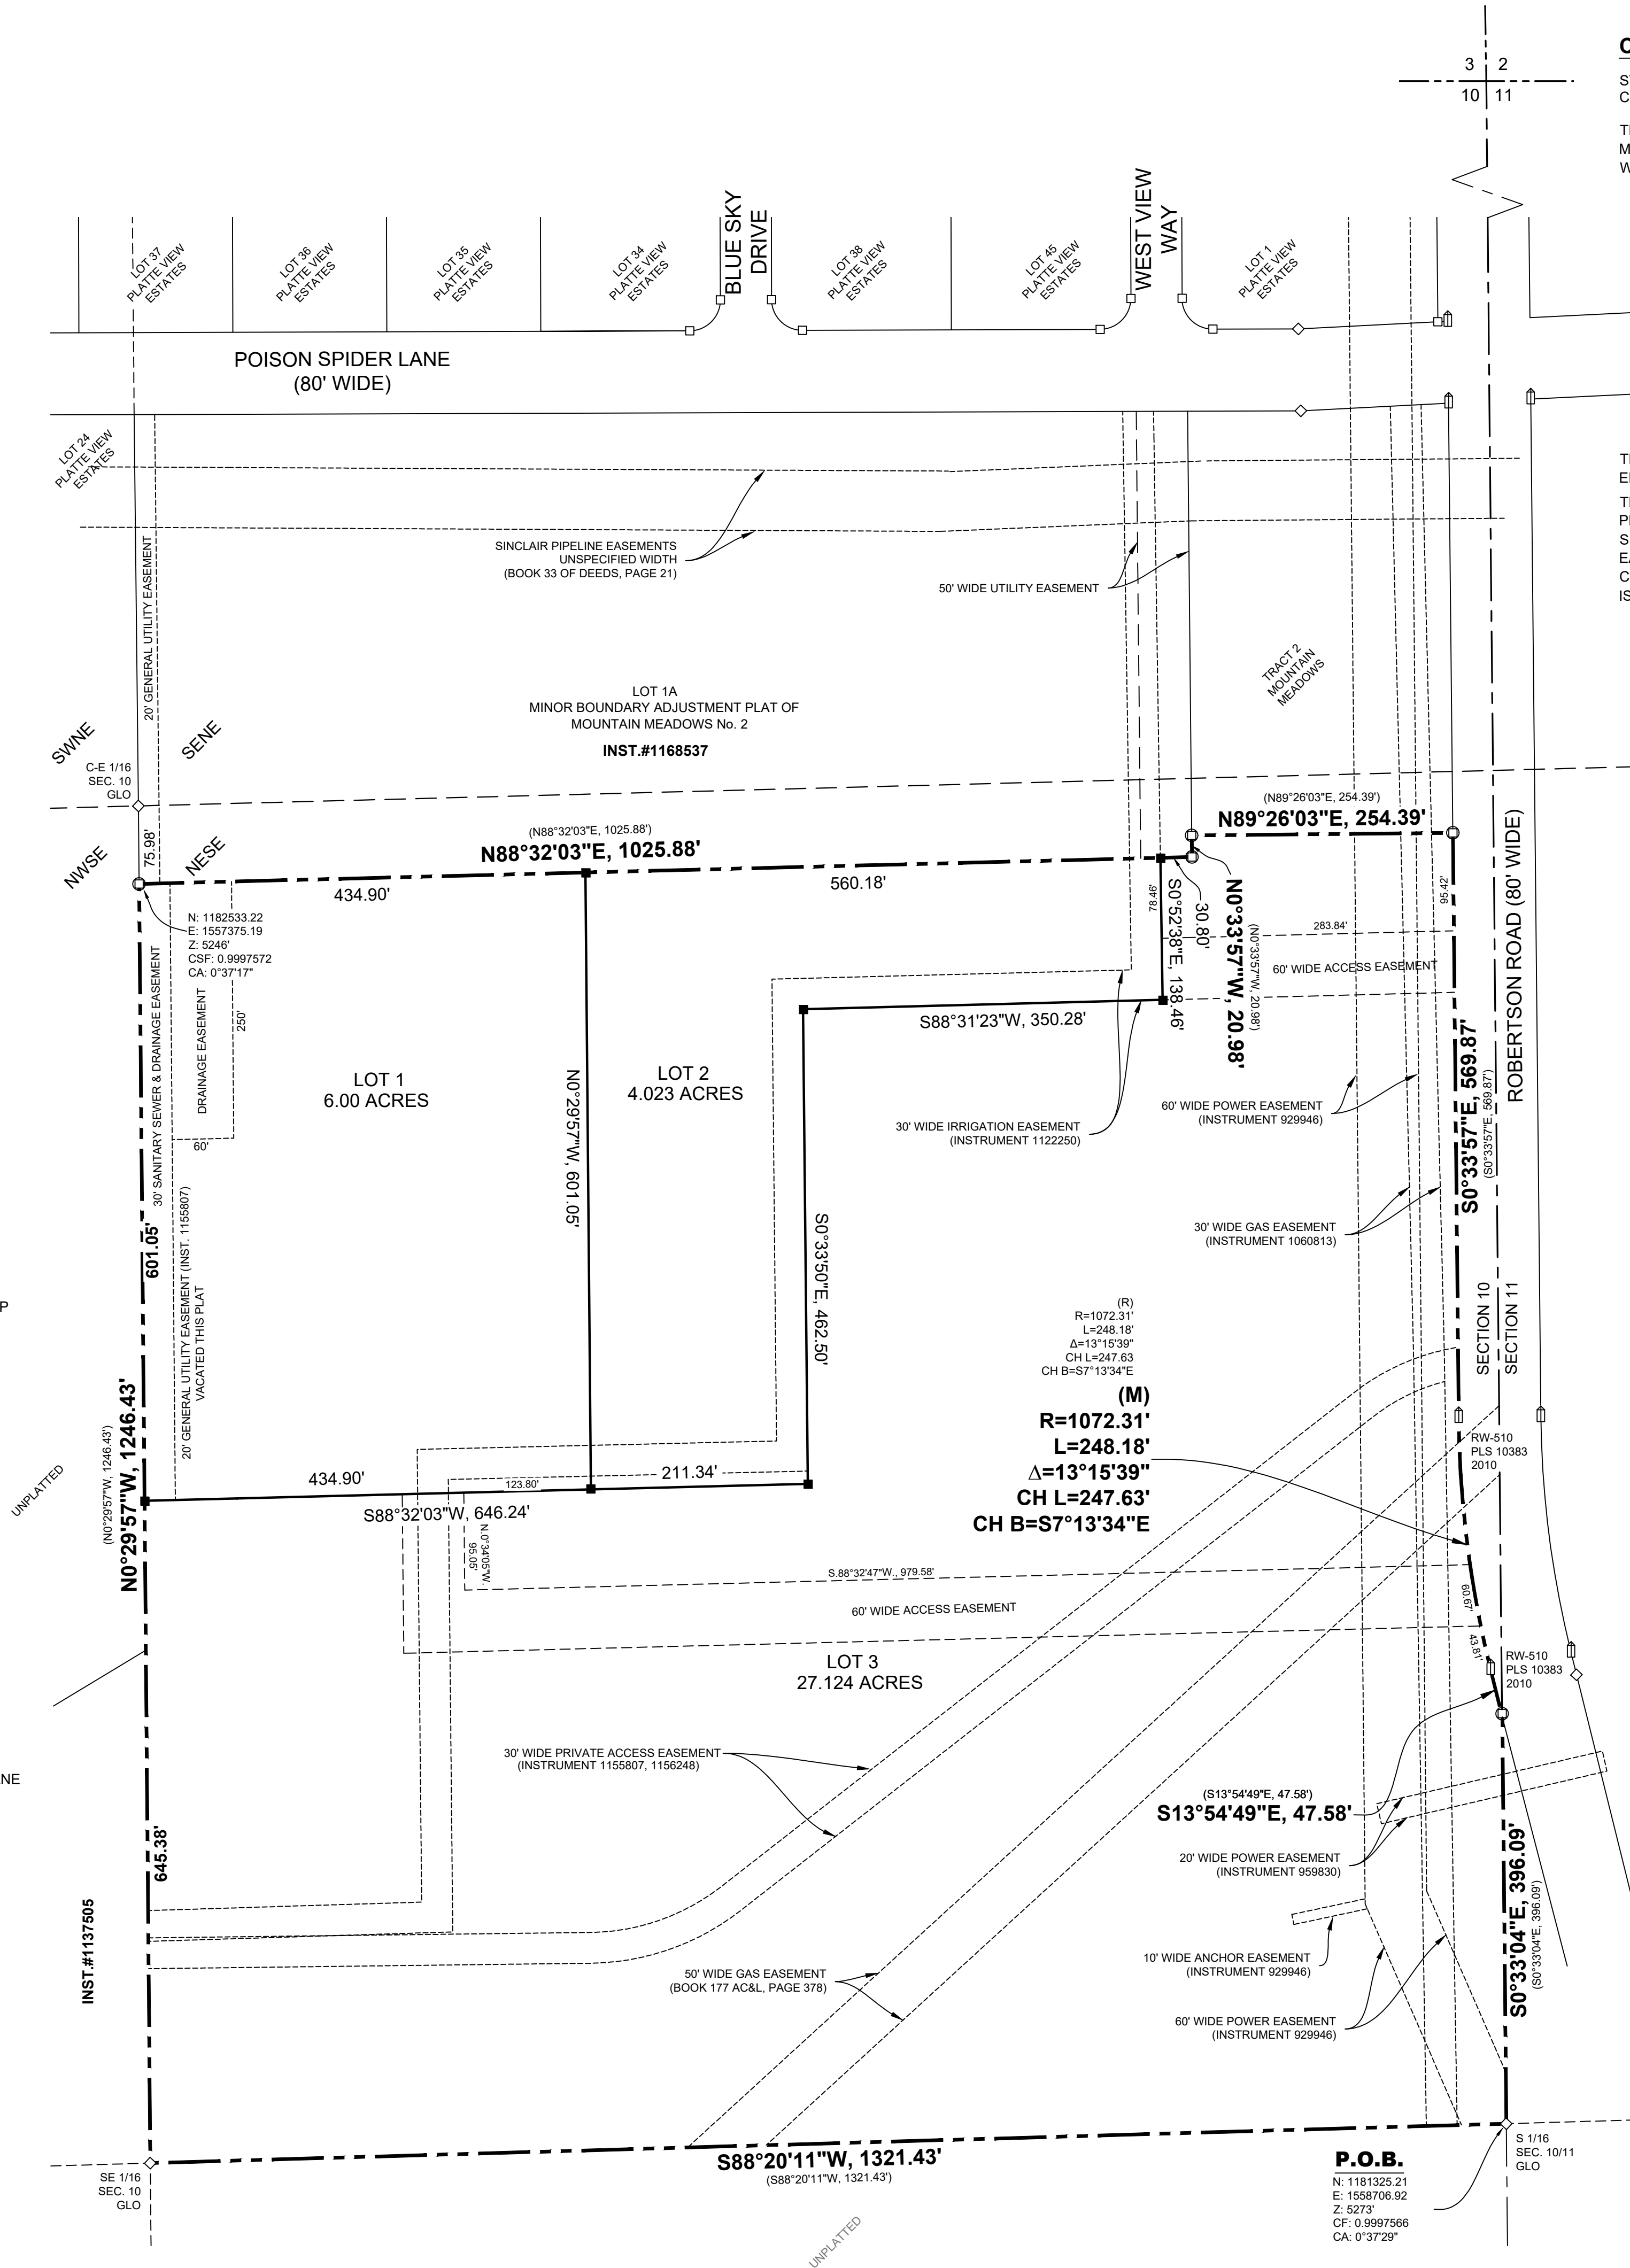 3 2
10 11
C
S
C
T
M
W
LOT 37
PLATTE VIEW
ESTATES
LOT 36
PLATTE VIEW
ESTATES
LOT 35
PLATTE VIEW
ESTATES
LOT 34
PLATTE VIEW
ESTATES
BLUE SKY
DRIVE
LOT 38
PLATTE VIEW
ESTATES
LOT 45
PLATTE VIEW
ESTATES
WEST VIEW
WAY
LOT 1
PLATTE VIEW
ESTATES
POISON SPIDER LANE
(80' WIDE)
LOT 24
PLATTE VIEW
ESTATES
20' GENERAL UTILITY EASEMENT
SINCLAIR PIPELINE EASEMENTS
UNSPECIFIED WIDTH
(BOOK 33 OF DEEDS, PAGE 21)
50' WIDE UTILITY EASEMENT
TRACT 2
MOUNTAIN
MEADOWS
LOT 1A
MINOR BOUNDARY ADJUSTMENT PLAT OF
MOUNTAIN MEADOWS No. 2
INST.#1168537
SWNE
SENE
C-E 1/16
SEC. 10
GLO
NWSE
NESE
75.98'
(N88°32'03"E, 1025.88')
N88°32'03"E, 1025.88'
434.90'
560.18'
(N89°26'03"E, 254.39')
N89°26'03"E, 254.39'
N: 1182533.22
E: 1557375.19
Z: 5246'
CSF: 0.9997572
CA: 0°37'17"
30' SANITARY SEWER & DRAINAGE EASEMENT
DRAINAGE EASEMENT
250'
60'
78.46'
S0°52'38"E, 138.46'
30.80'
N0°33'57"W, 20.98'
(N0°33'57"W, 20.98')
95.42'
283.84'
60' WIDE ACCESS EASEMENT
ROBERTSON ROAD (80' WIDE)
S88°31'23"W, 350.28'
LOT 1
6.00 ACRES
LOT 2
4.023 ACRES
N0°29'57"W, 601.05'
S0°33'50"E, 462.50'
30' WIDE IRRIGATION EASEMENT
(INSTRUMENT 1122250)
60' WIDE POWER EASEMENT
(INSTRUMENT 929946)
S0°33'57"E, 569.87'
(S0°33'57"E, 569.87')
30' WIDE GAS EASEMENT
(INSTRUMENT 1060813)
601.05'
20' GENERAL UTILITY EASEMENT (INST. 1155807)
VACATED THIS PLAT
SECTION 10
SECTION 11
P
(R)
R=1072.31'
L=248.18'
Δ=13°15'39"
CH L=247.63
CH B=S7°13'34"E
(M)
R=1072.31'
L=248.18'
Δ=13°15'39"
CH L=247.63'
CH B=S7°13'34"E
RW-510
PLS 10383
2010
N0°29'57"W, 1246.43'
(N0°29'57"W, 1246.43')
UNPLATTED
434.90'
123.80'
211.34'
S88°32'03"W, 646.24'
N.0°34'05"W.
95.05'
S.88°32'47"W., 979.58'
60' WIDE ACCESS EASEMENT
60.67'
43.81'
LOT 3
27.124 ACRES
RW-510
PLS 10383
2010
30' WIDE PRIVATE ACCESS EASEMENT
(INSTRUMENT 1155807, 1156248)
NE
(S13°54'49"E, 47.58')
S13°54'49"E, 47.58'
645.38'
20' WIDE POWER EASEMENT
(INSTRUMENT 959830)
S0°33'04"E, 396.09'
(S0°33'04"E, 396.09')
INST.#1137505
10' WIDE ANCHOR EASEMENT
(INSTRUMENT 929946)
50' WIDE GAS EASEMENT
(BOOK 177 AC&L, PAGE 378)
60' WIDE POWER EASEMENT
(INSTRUMENT 929946)
S88°20'11"W, 1321.43'
(S88°20'11"W, 1321.43')
SE 1/16
SEC. 10
GLO
S 1/16
SEC. 10/11
GLO
P.O.B.
N: 1181325.21
E: 1558706.92
Z: 5273'
CF: 0.9997566
CA: 0°37'29"
UNPLATTED